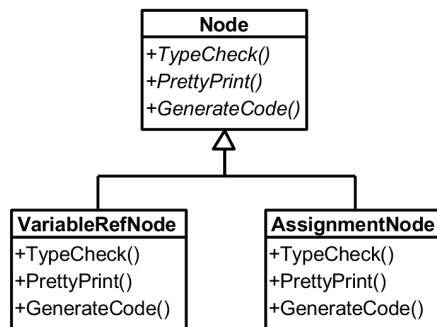 Node
+TypeCheck()
+PrettyPrint()
+GenerateCode()
VariableRefNode
+TypeCheck()
+PrettyPrint()
+GenerateCode()
AssignmentNode
+TypeCheck()
+PrettyPrint()
+GenerateCode()